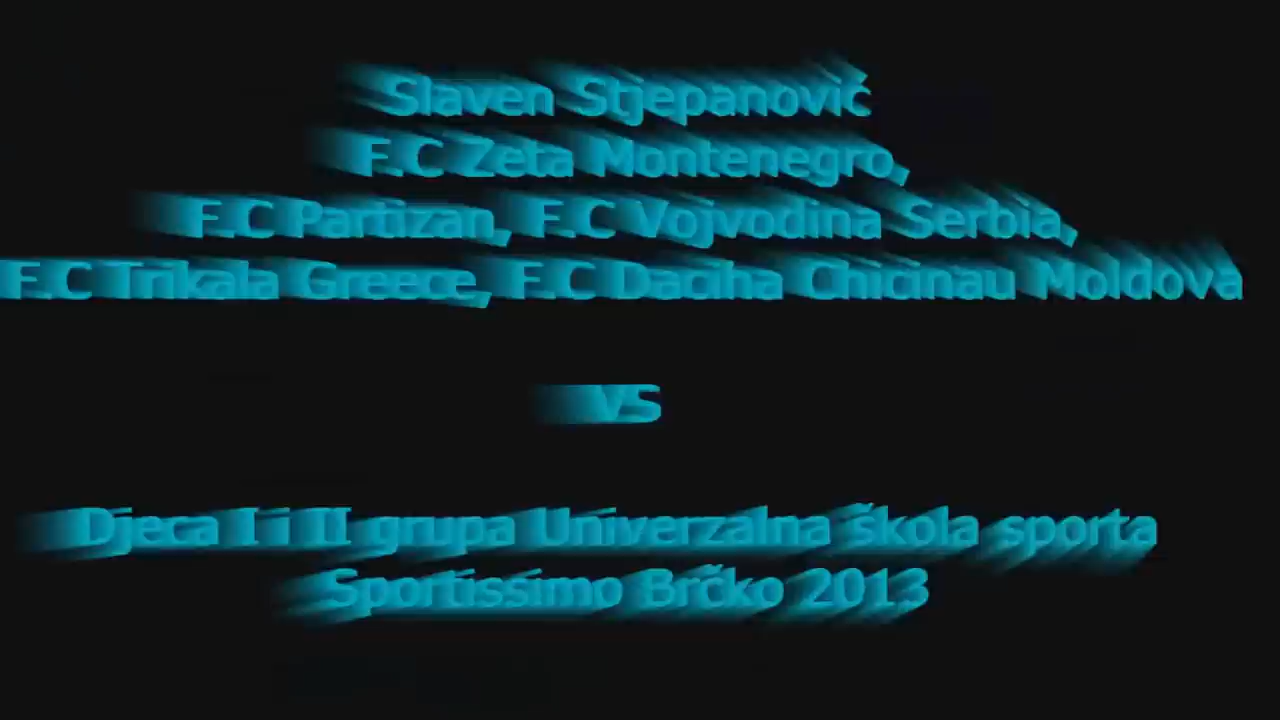 Slaven Stjepanović
F.C Zeta Montenegro,
F.C Partizan, F.C Vojvodina Serbia,
F.C Trikala Greece, F.C Daciha Chicinau Moldova
vs
Djeca I i II grupa Univerzalna škola sporta
Sportissimo Brčko 2013